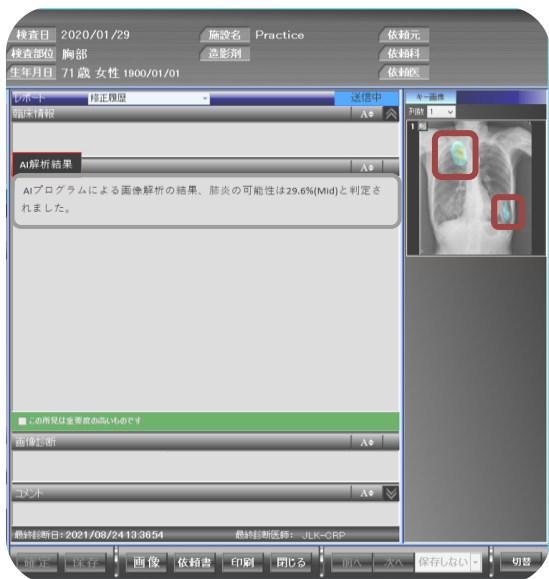 検査日 2020/01/29 施設名 Practice 依頼元
検査部位 胸部 造影剤 依頼科
生年月日 71歳 女性 1900/01/01 依頼医
レポート 修正履歴 送信中 キー画像
臨床情報 A 列数 1
1
AI解析結果 A
AIプログラムによる画像解析の結果、肺炎の可能性は29.6%(Mid)と判定さ
れました。
この所見は重要度の高いものです
画像診断 A
コメント A
最終診断日:2021/08/24 13:36:54 最終診断医師: JLK-CRP
確定 保存 画像 依頼書 印刷 閉じる 前へ 次へ 保存しない 切替